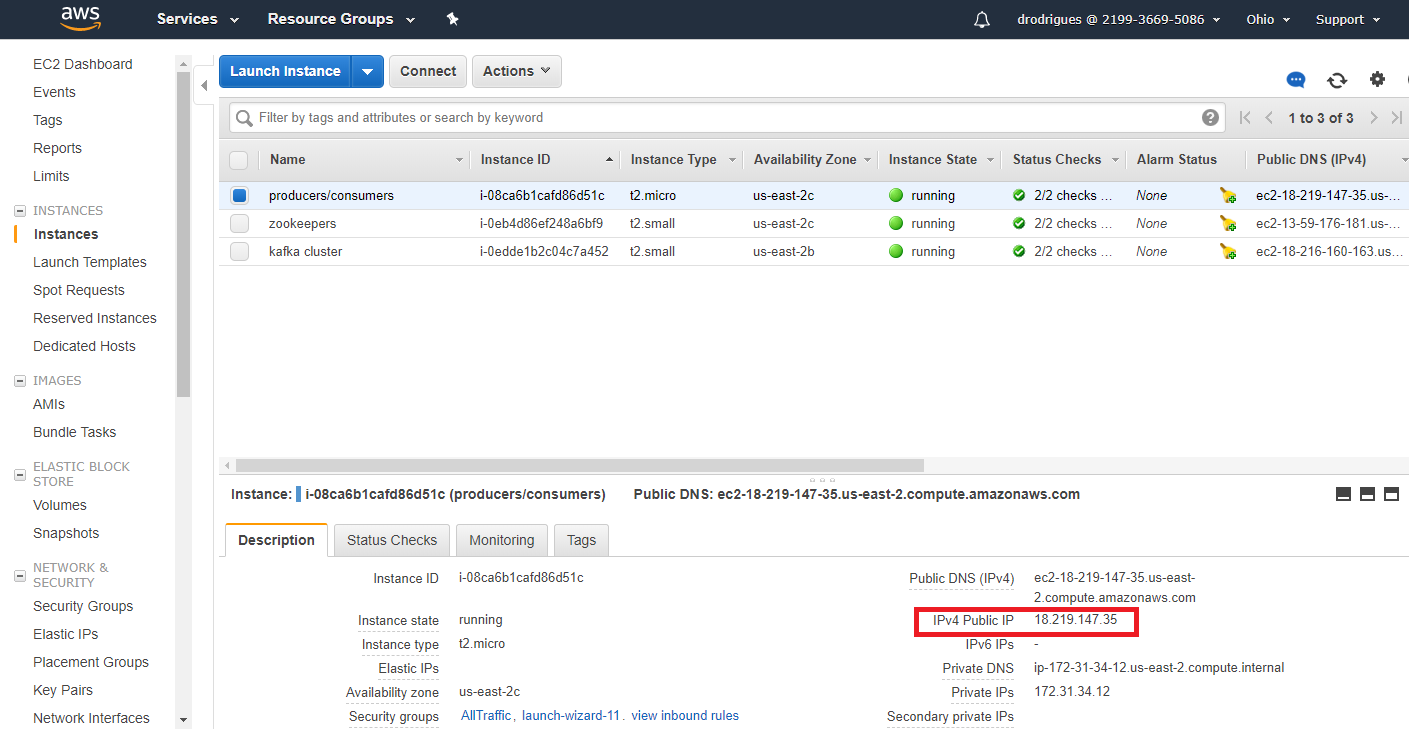 aws Services Resource Groups drodrigues @ 2199-3669-5086 Ohio Support
EC2 Dashboard
Events
Tags
Reports
Limits
INSTANCES
Instances
Launch Templates
Spot Requests
Reserved Instances
Dedicated Hosts
IMAGES
AMIs
Bundle Tasks
ELASTIC BLOCK
STORE
Volumes
Snapshots
NETWORK &
SECURITY
Security Groups
Elastic IPs
Placement Groups
Key Pairs
Network Interfaces
Launch Instance Connect Actions
Filter by tags and attributes or search by keyword ? 1 to 3 of 3
Name Instance ID Instance Type Availability Zone Instance State Status Checks Alarm Status Public DNS (IPv4)
producers/consumers i-08ca6b1cafd86d51c t2.micro us-east-2c running 2/2 checks ... None ec2-18-219-147-35.us-...
zookeepers i-0eb4d86ef248a6bf9 t2.small us-east-2c running 2/2 checks ... None ec2-13-59-176-181.us-...
kafka cluster i-0edde1b2c04c7a452 t2.small us-east-2b running 2/2 checks ... None ec2-18-216-160-163.us...
Instance: i-08ca6b1cafd86d51c (producers/consumers) Public DNS: ec2-18-219-147-35.us-east-2.compute.amazonaws.com
Description Status Checks Monitoring Tags
Instance ID i-08ca6b1cafd86d51c
Instance state running
Instance type t2.micro
Elastic IPs
Availability zone us-east-2c
Security groups AllTraffic, launch-wizard-11. view inbound rules
Public DNS (IPv4) ec2-18-219-147-35.us-east-
2.compute.amazonaws.com
IPv4 Public IP 18.219.147.35
IPv6 IPs -
Private DNS ip-172-31-34-12.us-east-2.compute.internal
Private IPs 172.31.34.12
Secondary private IPs